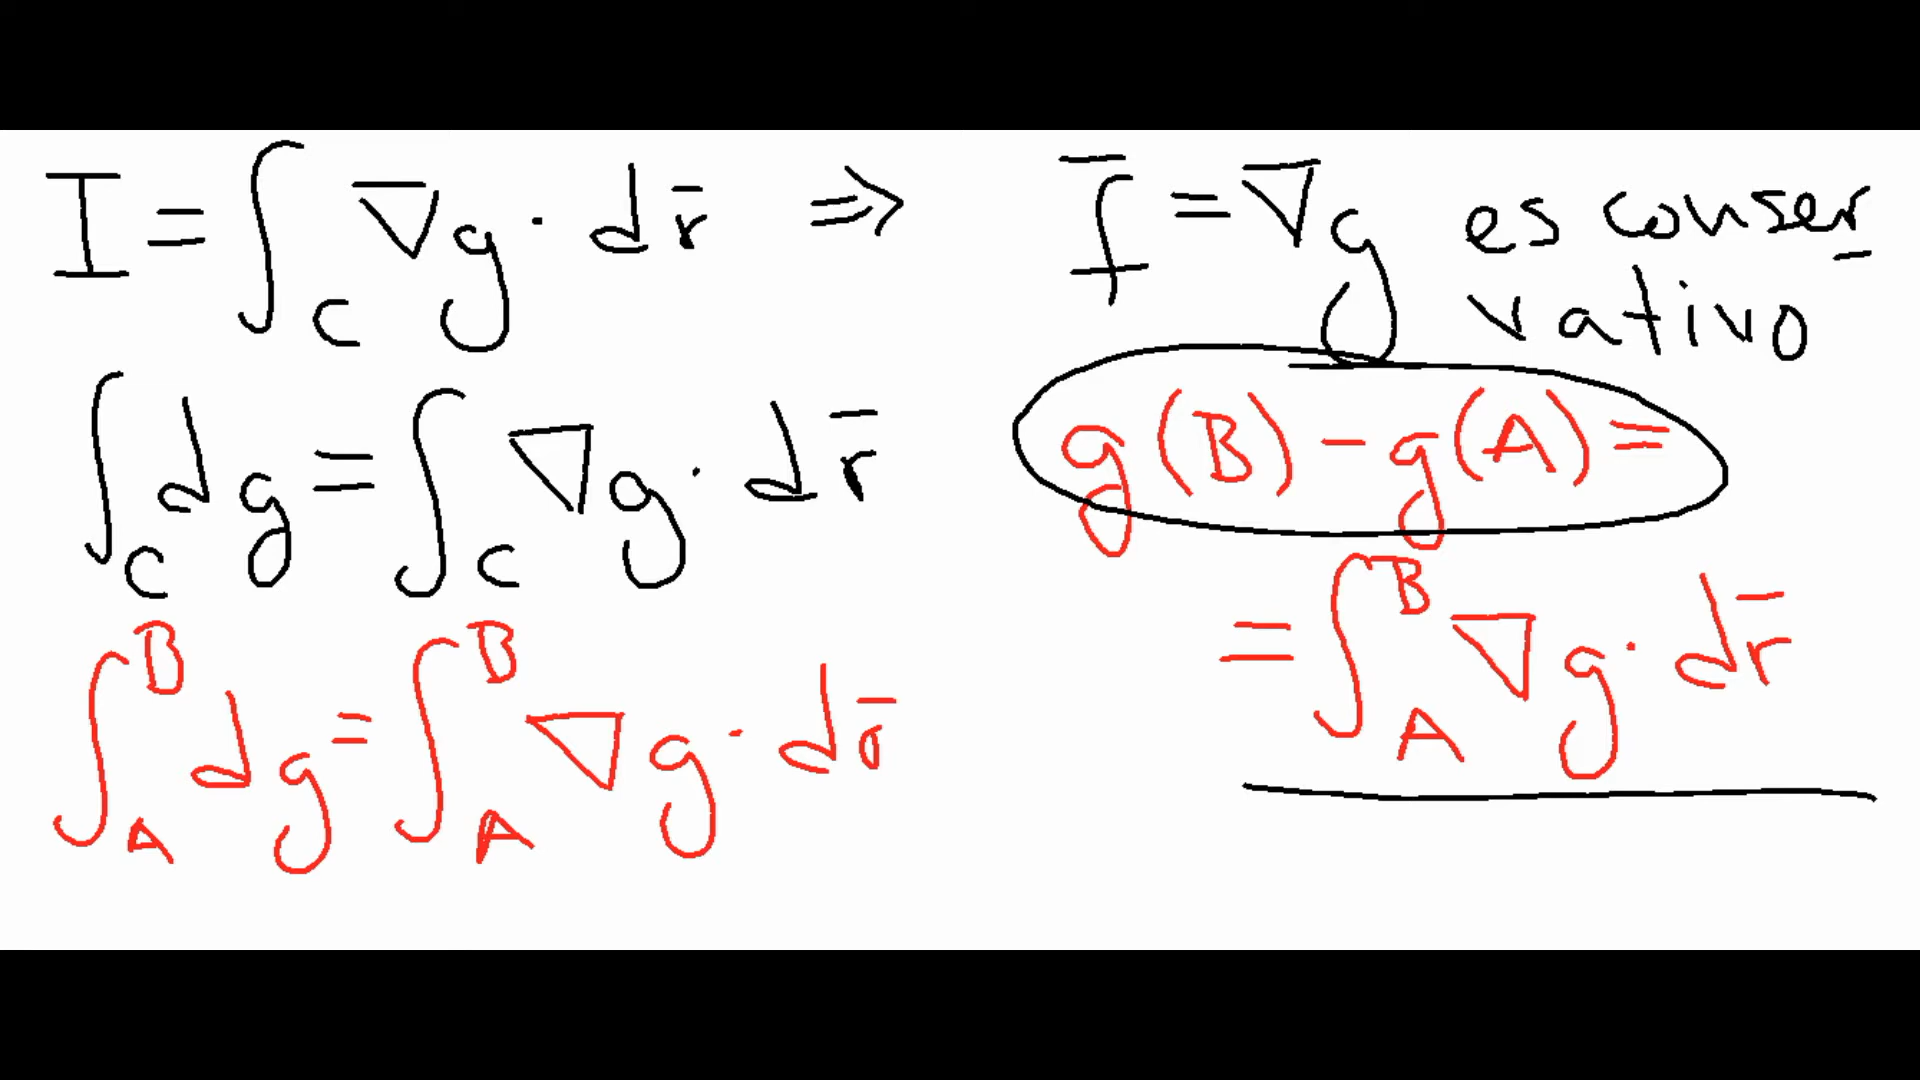 I = ∫_C ∇g · dr̄ ⇒
∫_C dg = ∫_C ∇g · dr̄
∫_A^B dg = ∫_A^B ∇g · dr̄
f̄ = ∇g es conser
vativo
g(B) - g(A) =
= ∫_A^B ∇g · dr̄